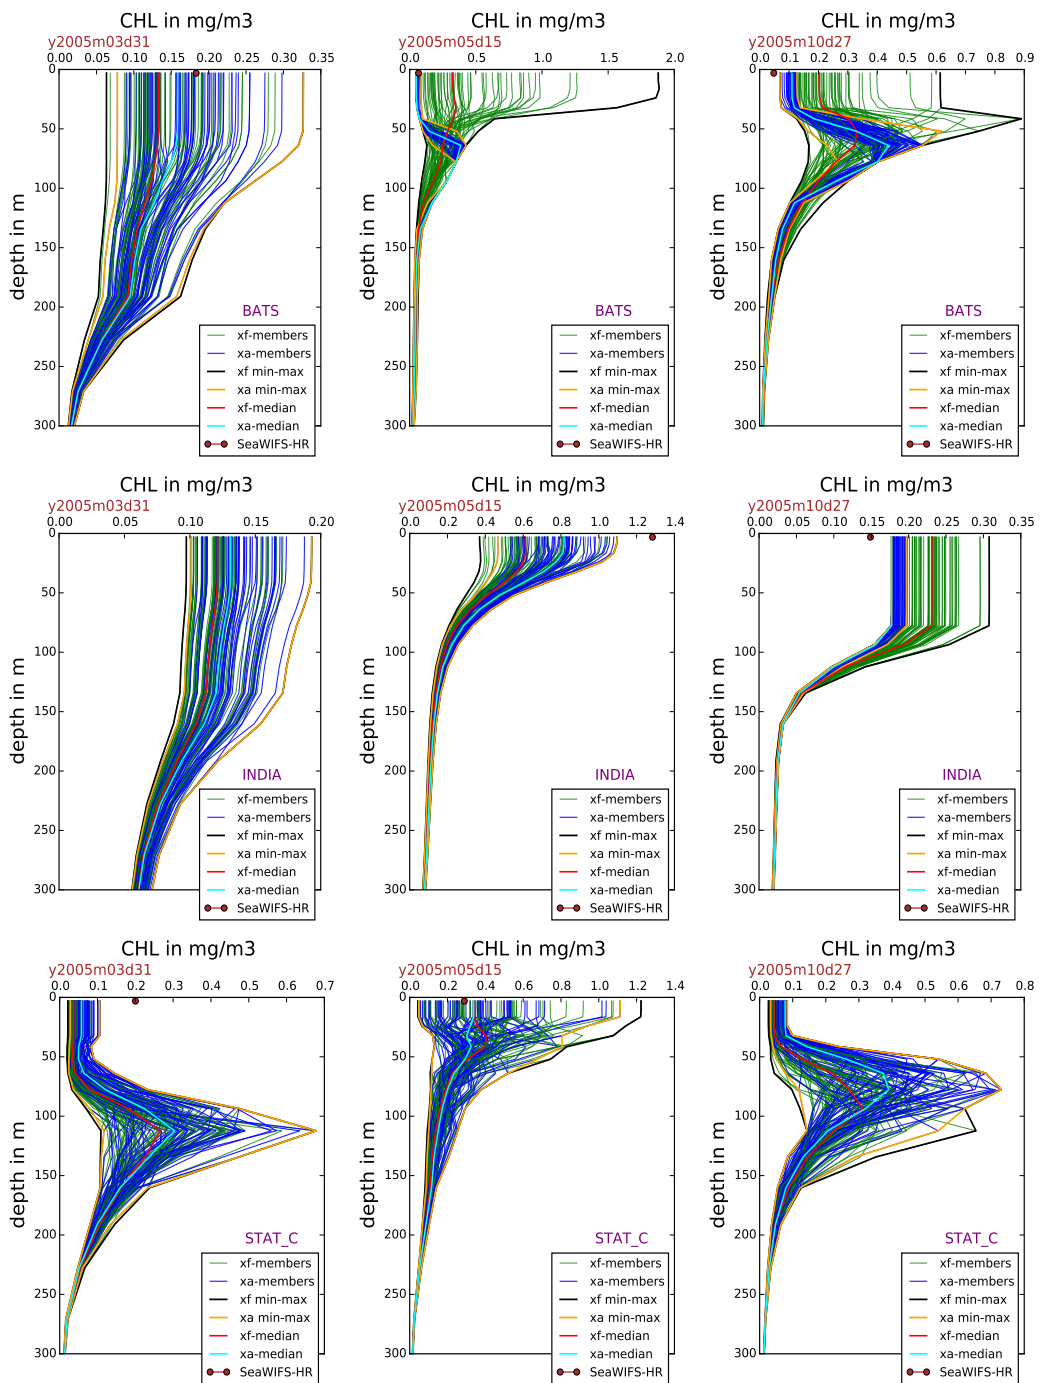 CHL in mg/m3 CHL in mg/m3 CHL in mg/m3
y2005m03d31 y2005m05d15 y2005m10d27
0.00 0.05 0.10 0.15 0.20 0.25 0.30 0.35 0.0 0.5 1.0 1.5 2.0 0.0 0.1 0.2 0.3 0.4 0.5 0.6 0.7 0.8 0.9
0 0 0
50 50 50
100 100 100
150 150 150
200 200 200
250 250 250
300 300 300
depth in m depth in m depth in m
BATS BATS BATS
xf-members xf-members xf-members
xa-members xa-members xa-members
xf min-max xf min-max xf min-max
xa min-max xa min-max xa min-max
xf-median xf-median xf-median
xa-median xa-median xa-median
SeaWIFS-HR SeaWIFS-HR SeaWIFS-HR
CHL in mg/m3 CHL in mg/m3 CHL in mg/m3
y2005m03d31 y2005m05d15 y2005m10d27
0.00 0.05 0.10 0.15 0.20 0.0 0.2 0.4 0.6 0.8 1.0 1.2 1.4 0.00 0.05 0.10 0.15 0.20 0.25 0.30 0.35
0 0 0
50 50 50
100 100 100
150 150 150
200 200 200
250 250 250
300 300 300
depth in m depth in m depth in m
INDIA INDIA INDIA
xf-members xf-members xf-members
xa-members xa-members xa-members
xf min-max xf min-max xf min-max
xa min-max xa min-max xa min-max
xf-median xf-median xf-median
xa-median xa-median xa-median
SeaWIFS-HR SeaWIFS-HR SeaWIFS-HR
CHL in mg/m3 CHL in mg/m3 CHL in mg/m3
y2005m03d31 y2005m05d15 y2005m10d27
0.0 0.1 0.2 0.3 0.4 0.5 0.6 0.7 0.0 0.2 0.4 0.6 0.8 1.0 1.2 1.4 0.0 0.1 0.2 0.3 0.4 0.5 0.6 0.7 0.8
0 0 0
50 50 50
100 100 100
150 150 150
200 200 200
250 250 250
300 300 300
depth in m depth in m depth in m
STAT_C STAT_C STAT_C
xf-members xf-members xf-members
xa-members xa-members xa-members
xf min-max xf min-max xf min-max
xa min-max xa min-max xa min-max
xf-median xf-median xf-median
xa-median xa-median xa-median
SeaWIFS-HR SeaWIFS-HR SeaWIFS-HR